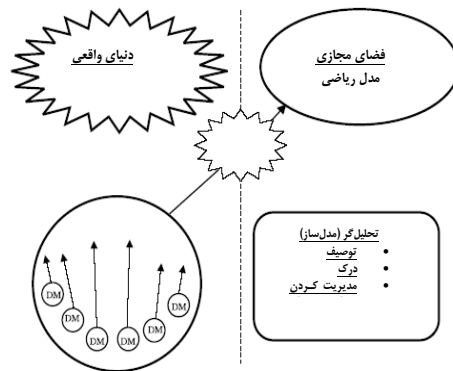 دنیای واقعی
فضای مجازی
مدل ریاضی
تحلیل‌گر (مدل‌ساز)
• توصیف
• درک
• مدیریت کـردن
DM
DM
DM
DM
DM
DM